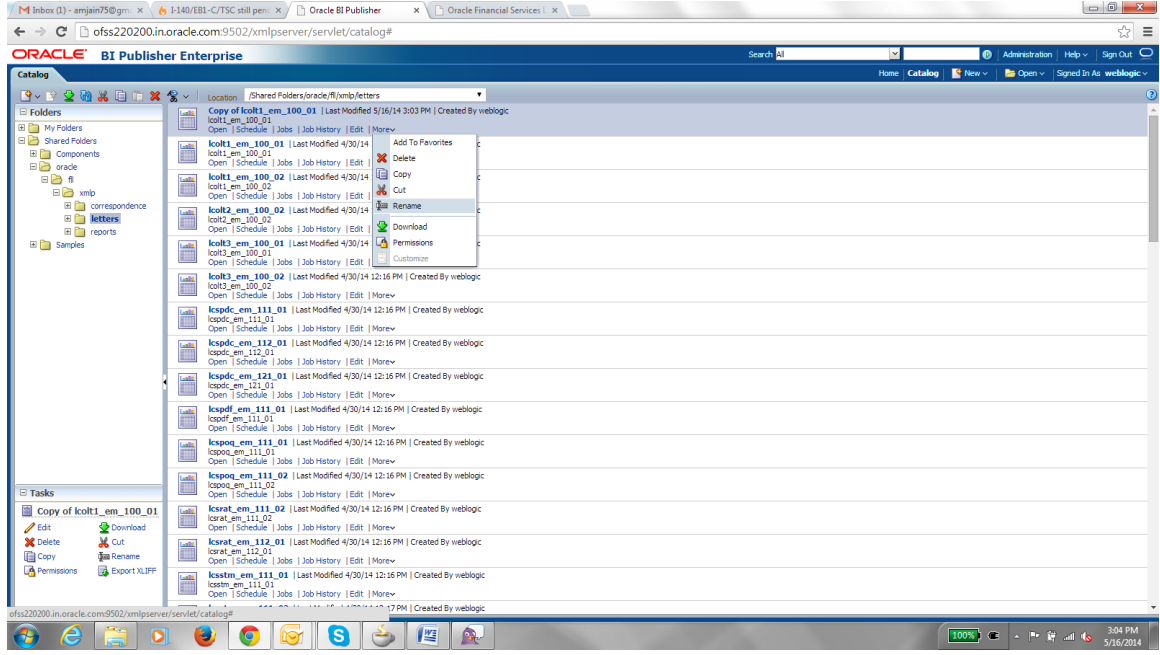 Inbox (1) - amjain75@gm
I-140/EB1-C/TSC still pen
Oracle BI Publisher
Oracle Financial Services
ofss220200.in.oracle.com:9502/xmlpserver/servlet/catalog#
ORACLE BI Publisher Enterprise
Search All Administration Help Sign Out
Catalog
Home Catalog New Open Signed In As weblogic
Location /Shared Folders/oracle/fl/xmlp/letters
Folders
My Folders
Shared Folders
Components
oracle
fl
xmlp
correspondence
letters
reports
Samples
Copy of lcolt1_em_100_01 | Last Modified 5/16/14 3:03 PM | Created By weblogic
lcolt1_em_100_01
Open | Schedule | Jobs | Job History | Edit | More
lcolt1_em_100_01 | Last Modified 4/30/14
lcolt1_em_100_01
Open | Schedule | Jobs | Job History | Edit |
lcolt1_em_100_02 | Last Modified 4/30/14
lcolt1_em_100_02
Open | Schedule | Jobs | Job History | Edit |
lcolt2_em_100_02 | Last Modified 4/30/14
lcolt2_em_100_02
Open | Schedule | Jobs | Job History | Edit |
lcolt3_em_100_01 | Last Modified 4/30/14
lcolt3_em_100_01
Open | Schedule | Jobs | Job History | Edit |
Add To Favorites
Delete
Copy
Cut
Rename
Download
Permissions
Customize
lcolt3_em_100_02 | Last Modified 4/30/14 12:16 PM | Created By weblogic
lcolt3_em_100_02
Open | Schedule | Jobs | Job History | Edit | More
lcspdc_em_111_01 | Last Modified 4/30/14 12:16 PM | Created By weblogic
lcspdc_em_111_01
Open | Schedule | Jobs | Job History | Edit | More
lcspdc_em_112_01 | Last Modified 4/30/14 12:16 PM | Created By weblogic
lcspdc_em_112_01
Open | Schedule | Jobs | Job History | Edit | More
lcspdc_em_121_01 | Last Modified 4/30/14 12:16 PM | Created By weblogic
lcspdc_em_121_01
Open | Schedule | Jobs | Job History | Edit | More
lcspdf_em_111_01 | Last Modified 4/30/14 12:16 PM | Created By weblogic
lcspdf_em_111_01
Open | Schedule | Jobs | Job History | Edit | More
lcspoq_em_111_01 | Last Modified 4/30/14 12:16 PM | Created By weblogic
lcspoq_em_111_01
Open | Schedule | Jobs | Job History | Edit | More
lcspoq_em_111_02 | Last Modified 4/30/14 12:16 PM | Created By weblogic
lcspoq_em_111_02
Open | Schedule | Jobs | Job History | Edit | More
lcsrat_em_111_02 | Last Modified 4/30/14 12:16 PM | Created By weblogic
lcsrat_em_111_02
Open | Schedule | Jobs | Job History | Edit | More
lcsrat_em_112_01 | Last Modified 4/30/14 12:16 PM | Created By weblogic
lcsrat_em_112_01
Open | Schedule | Jobs | Job History | Edit | More
lcsstm_em_111_01 | Last Modified 4/30/14 12:16 PM | Created By weblogic
lcsstm_em_111_01
Open | Schedule | Jobs | Job History | Edit | More
PM | Created By weblogic
Tasks
Copy of lcolt1_em_100_01
Edit Download
Delete Cut
Copy Rename
Permissions Export XLIFF
ofss220200.in.oracle.com:9502/xmlpserver/servlet/catalog#
100%
3:04 PM
5/16/2014